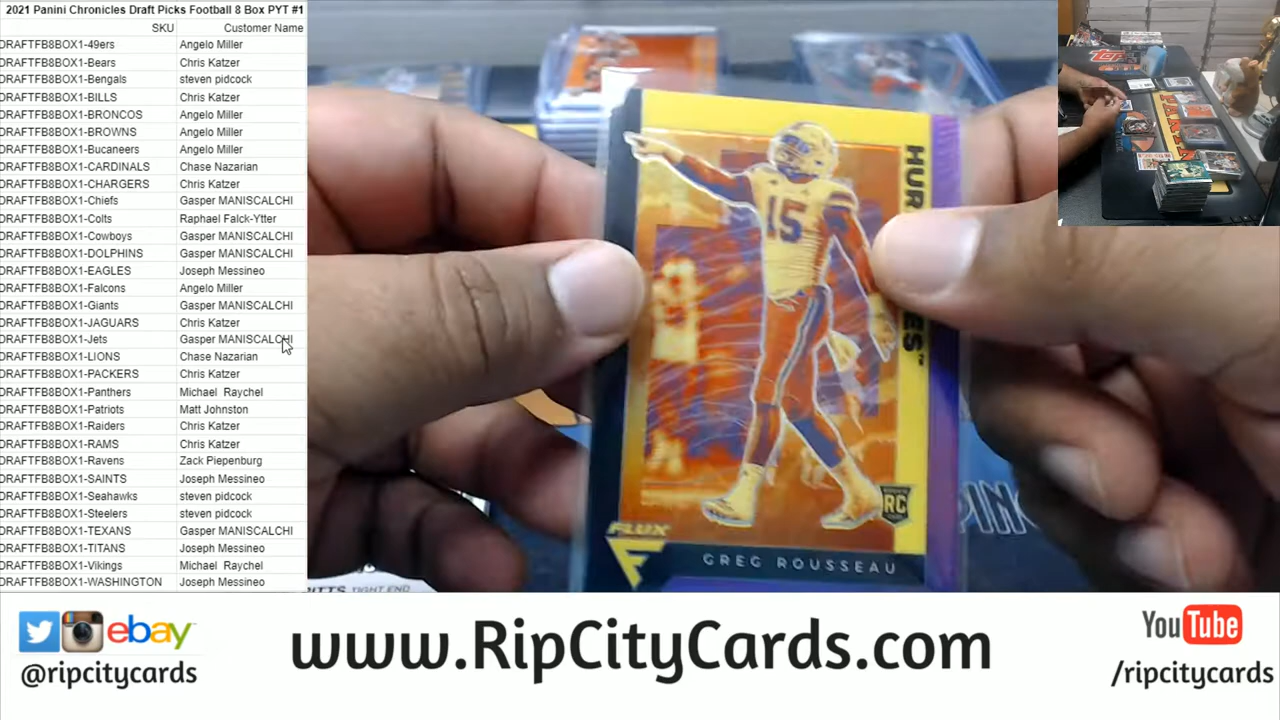 2021 Panini Chronicles Draft Picks Football 8 Box PYT #1
SKU Customer Name
DRAFTFB8BOX1-49ers Angelo Miller
DRAFTFB8BOX1-Bears Chris Katzer
DRAFTFB8BOX1-Bengals steven pidcock
DRAFTFB8BOX1-BILLS Chris Katzer
DRAFTFB8BOX1-BRONCOS Angelo Miller
DRAFTFB8BOX1-BROWNS Angelo Miller
DRAFTFB8BOX1-Bucaneers Angelo Miller
DRAFTFB8BOX1-CARDINALS Chase Nazarian
DRAFTFB8BOX1-CHARGERS Chris Katzer
DRAFTFB8BOX1-Chiefs Gasper MANISCALCHI
DRAFTFB8BOX1-Colts Raphael Falck-Ytter
DRAFTFB8BOX1-Cowboys Gasper MANISCALCHI
DRAFTFB8BOX1-DOLPHINS Gasper MANISCALCHI
DRAFTFB8BOX1-EAGLES Joseph Messineo
DRAFTFB8BOX1-Falcons Angelo Miller
DRAFTFB8BOX1-Giants Gasper MANISCALCHI
DRAFTFB8BOX1-JAGUARS Chris Katzer
DRAFTFB8BOX1-Jets Gasper MANISCALCHI
DRAFTFB8BOX1-LIONS Chase Nazarian
DRAFTFB8BOX1-PACKERS Chris Katzer
DRAFTFB8BOX1-Panthers Michael Raychel
DRAFTFB8BOX1-Patriots Matt Johnston
DRAFTFB8BOX1-Raiders Chris Katzer
DRAFTFB8BOX1-RAMS Chris Katzer
DRAFTFB8BOX1-Ravens Zack Piepenburg
DRAFTFB8BOX1-SAINTS Joseph Messineo
DRAFTFB8BOX1-Seahawks steven pidcock
DRAFTFB8BOX1-Steelers steven pidcock
DRAFTFB8BOX1-TEXANS Gasper MANISCALCHI
DRAFTFB8BOX1-TITANS Joseph Messineo
DRAFTFB8BOX1-Vikings Michael Raychel
DRAFTFB8BOX1-WASHINGTON Joseph Messineo
15
RC
FLUX
GREG ROUSSEAU
PITTS TIGHT END
PANINI
ebay
@ripcitycards
www.RipCityCards.com
YouTube
/ripcitycards